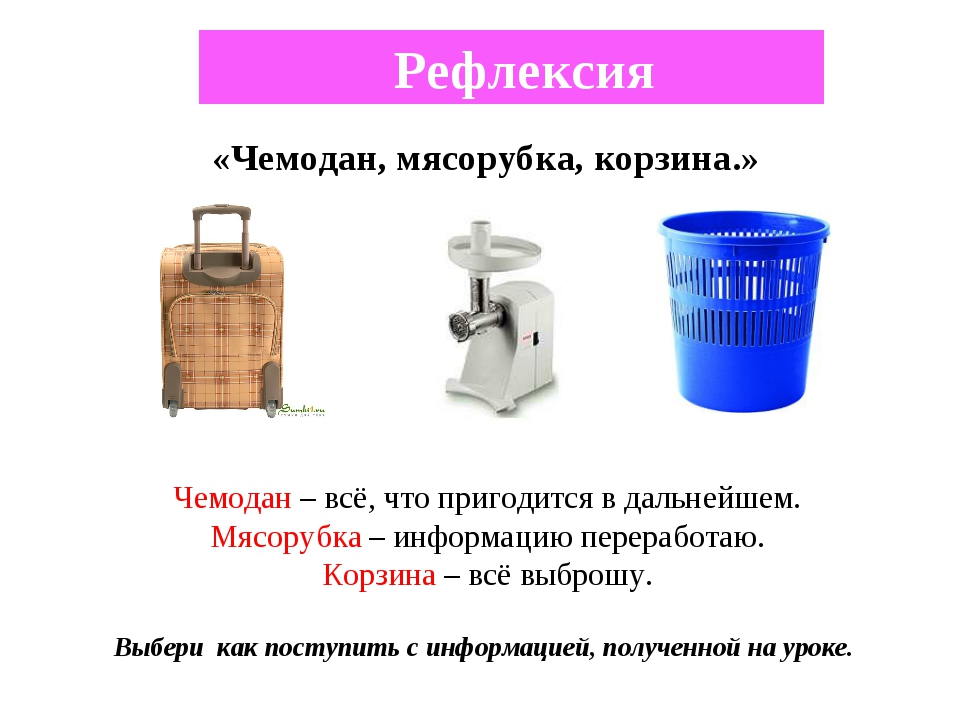 Рефлексия
«Чемодан, мясорубка, корзина.»
Чемодан – всё, что пригодится в дальнейшем.
Мясорубка – информацию переработаю.
Корзина – всё выброшу.
Выбери как поступить с информацией, полученной на уроке.